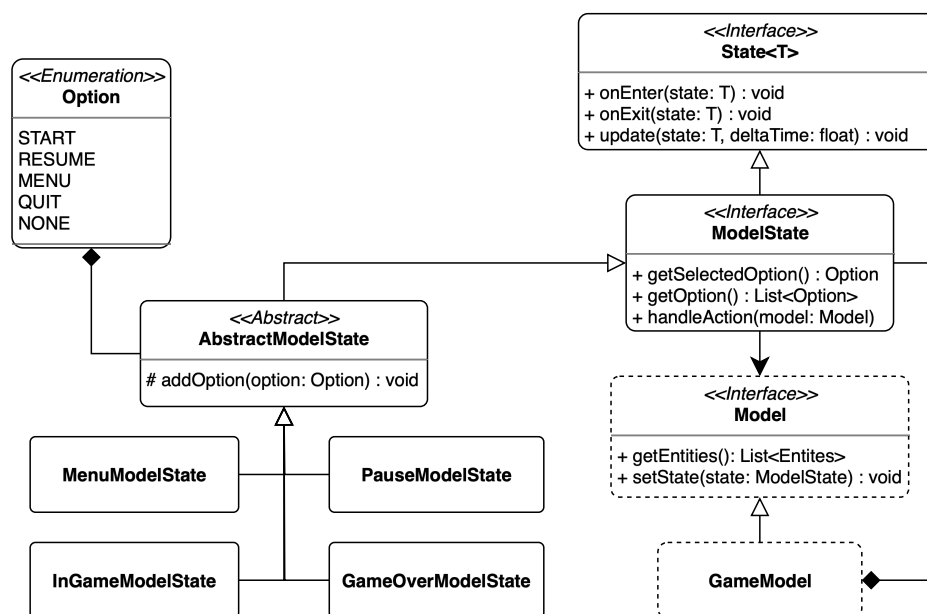 <<Interface>>
State<T>
+ onEnter(state: T) : void
+ onExit(state: T) : void
+ update(state: T, deltaTime: float) : void
<<Enumeration>>
Option
START
RESUME
MENU
QUIT
NONE
<<Interface>>
ModelState
+ getSelectedOption() : Option
+ getOption() : List<Option>
+ handleAction(model: Model)
<<Abstract>>
AbstractModelState
# addOption(option: Option) : void
<<Interface>>
Model
+ getEntities(): List<Entites>
+ setState(state: ModelState) : void
MenuModelState
PauseModelState
InGameModelState
GameOverModelState
GameModel